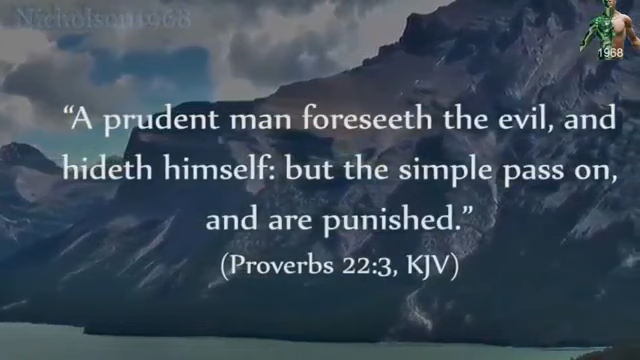 Nicholson1968
1968
“A prudent man foreseeth the evil, and
hideth himself: but the simple pass on,
and are punished.”
(Proverbs 22:3, KJV)